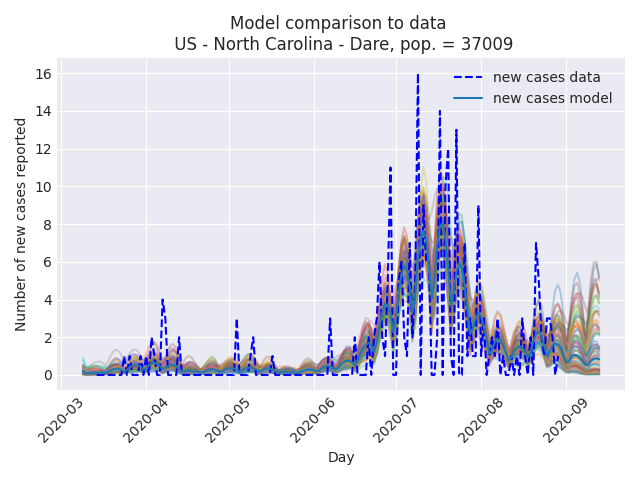 Model comparison to data
US - North Carolina - Dare, pop. = 37009
new cases data
new cases model
Number of new cases reported
16
14
12
10
8
6
4
2
0
2020-03
2020-04
2020-05
2020-06
2020-07
2020-08
2020-09
Day